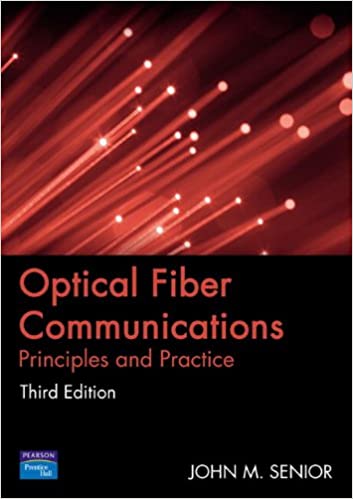 Optical Fiber
Communications
Principles and Practice
Third Edition
PEARSON
Prentice
Hall
JOHN M. SENIOR